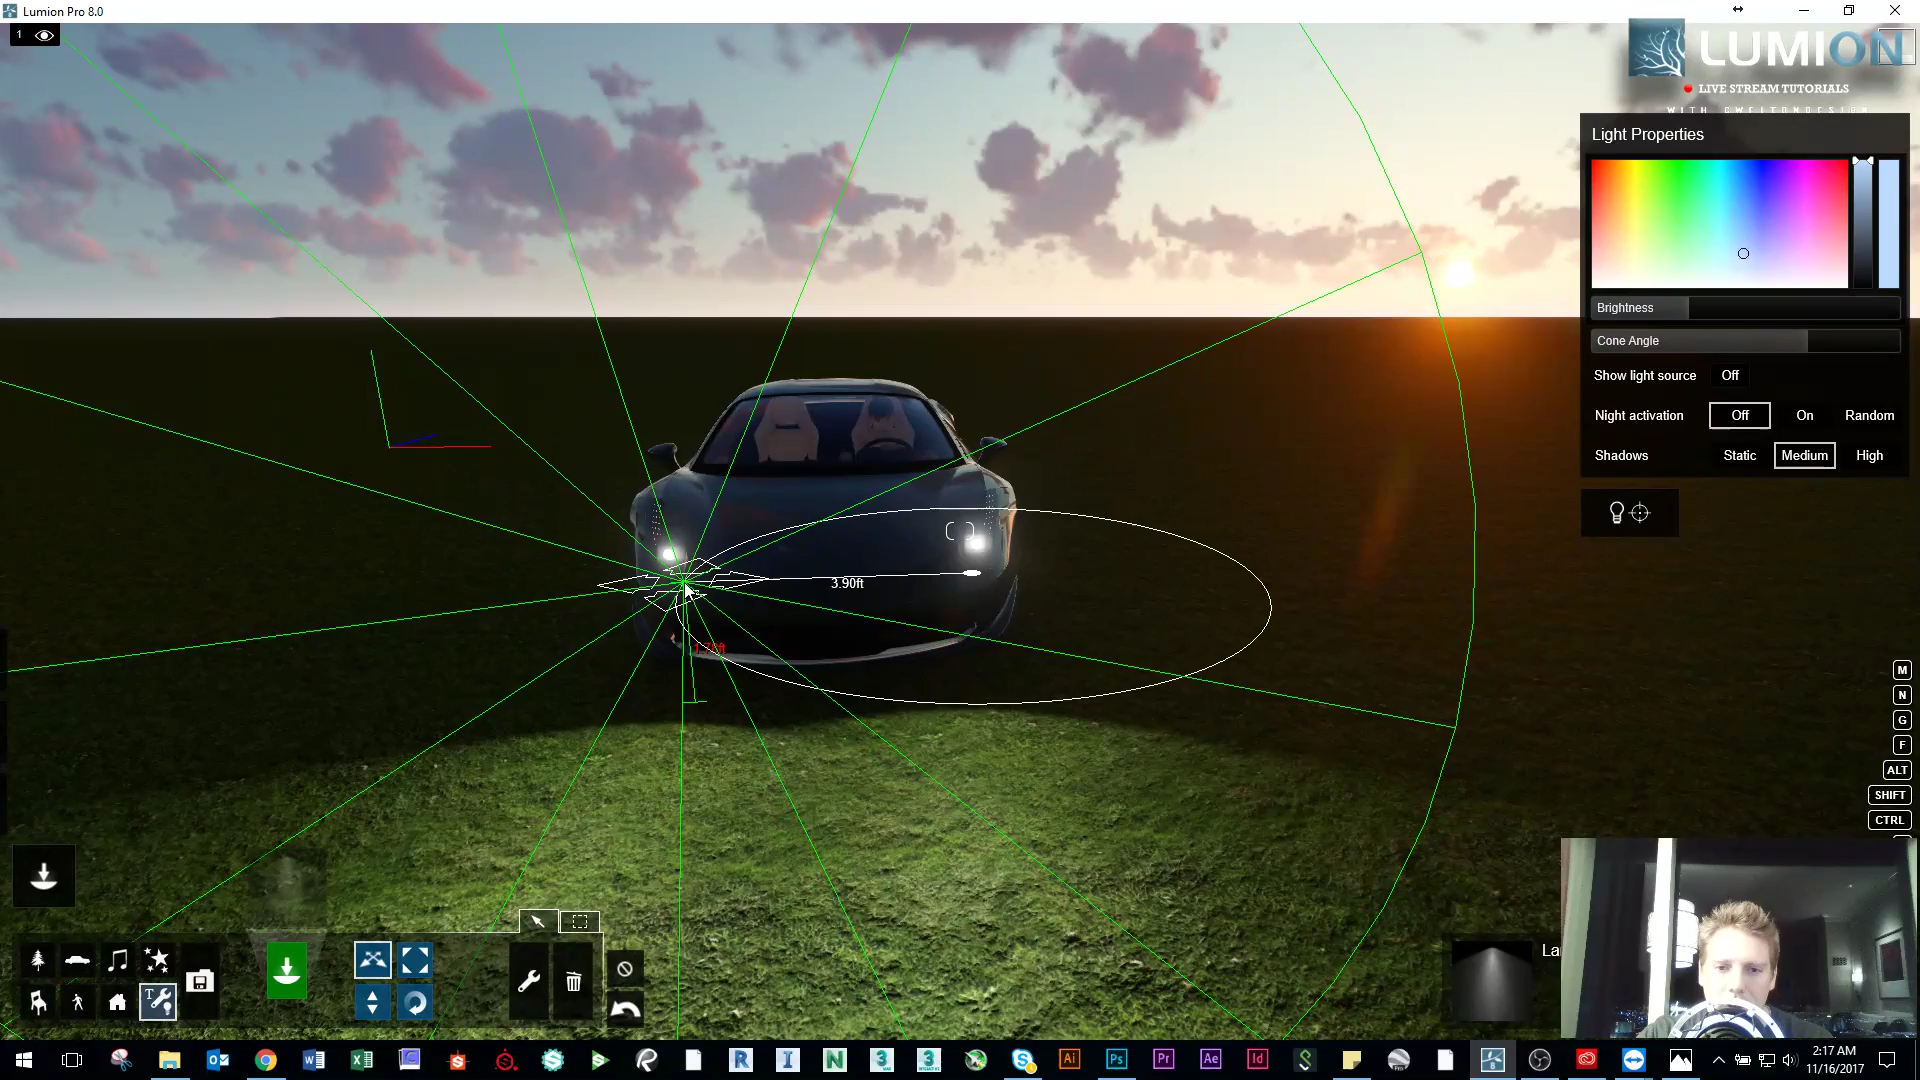 Lumion Pro 8.0
1
LUMION
LIVE STREAM TUTORIALS
WITH GWEITONDESIGN
Light Properties
Brightness
Cone Angle
Show light source Off
Night activation Off On Random
Shadows Static Medium High
3.90ft
M
N
G
F
ALT
SHIFT
CTRL
La
2:17 AM
11/16/2017